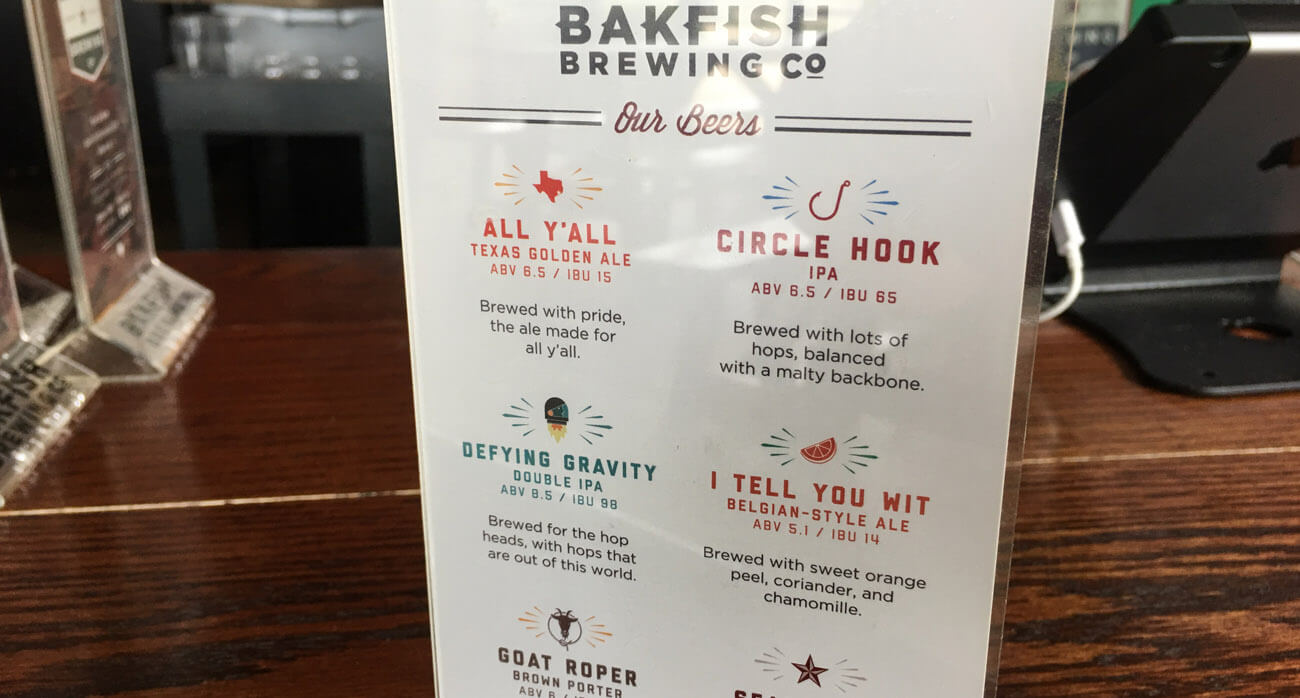 BAKFISH
BREWING CO
Our Beers
ALL Y'ALL
TEXAS GOLDEN ALE
ABV 6.5 / IBU 15
Brewed with pride,
the ale made for
all y'all.
CIRCLE HOOK
IPA
ABV 6.5 / IBU 65
Brewed with lots of
hops, balanced
with a malty backbone.
DEFYING GRAVITY
DOUBLE IPA
ABV 8.5 / IBU 98
Brewed for the hop
heads, with hops that
are out of this world.
I TELL YOU WIT
BELGIAN-STYLE ALE
ABV 5.1 / IBU 14
Brewed with sweet orange
peel, coriander, and
chamomille.
GOAT ROPER
BROWN PORTER
ABV 6